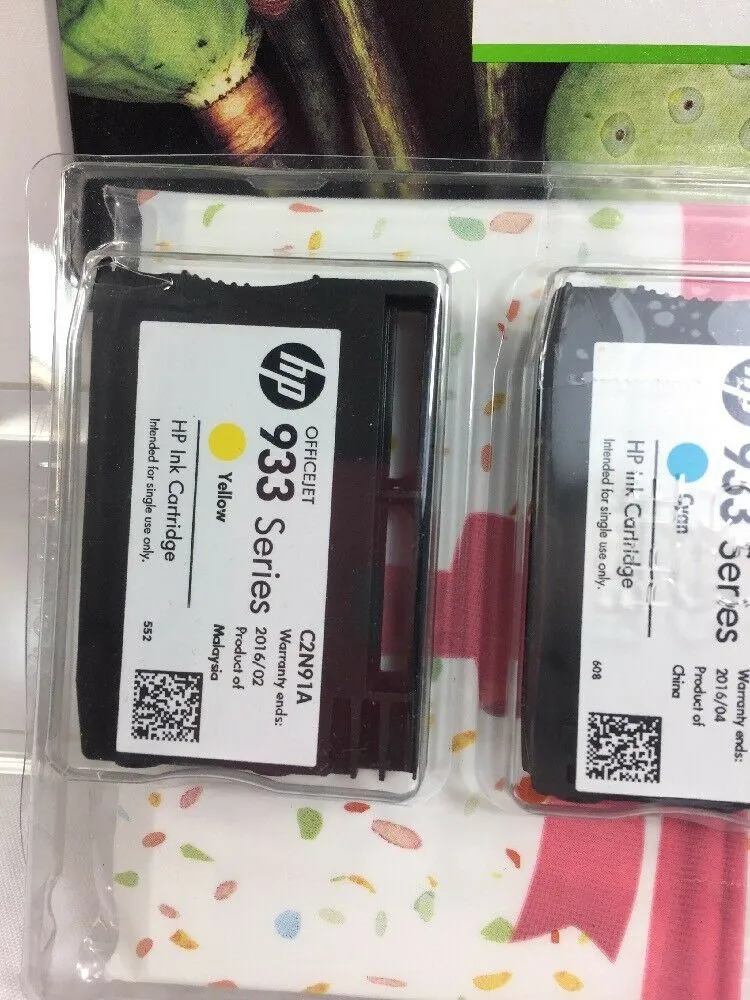 hp
OFFICEJET
933 Series
Yellow
HP Ink Cartridge
Intended for single use only.
C2N91A
Warranty ends:
2016/02
Product of
Malaysia
552
hp
933 Series
Cyan
HP Ink Cartridge
Intended for single use only.
Warranty ends:
2016/04
Product of
China
608